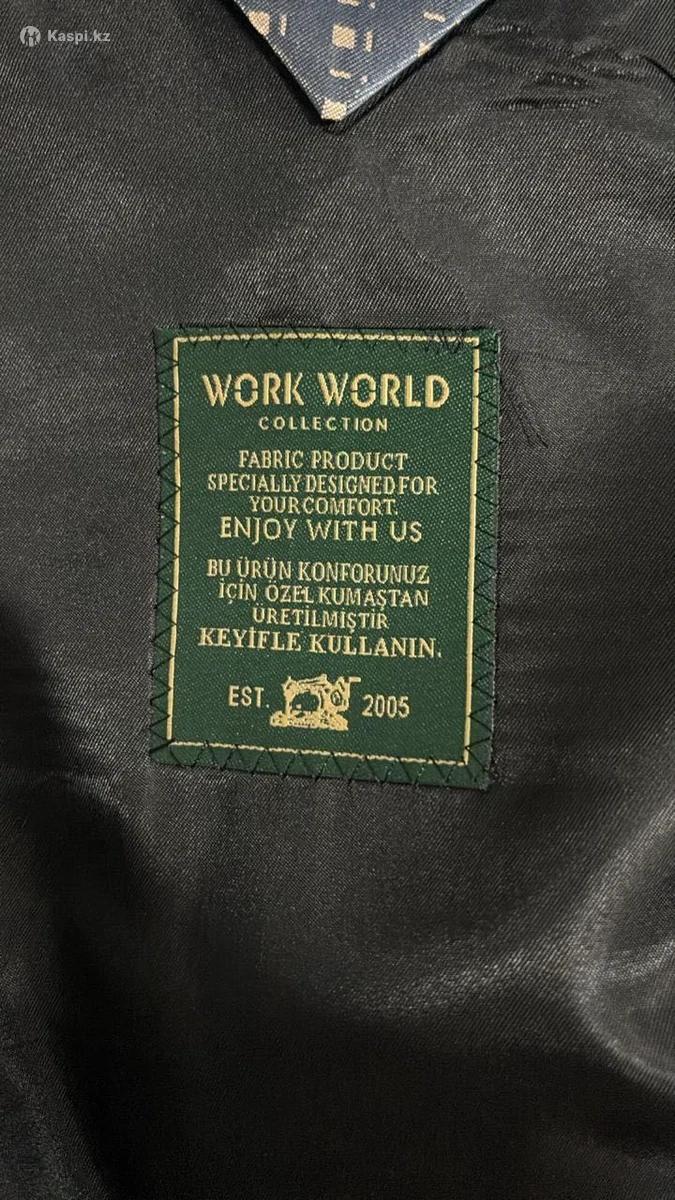 Kaspi.kz
WORK WORLD
COLLECTION
FABRIC PRODUCT
SPECIALLY DESIGNED FOR
YOUR COMFORT.
ENJOY WITH US
BU ÜRÜN KONFORUNUZ
İÇİN ÖZEL KUMAŞTAN
ÜRETİLMİŞTİR
KEYİFLE KULLANIN.
EST. 2005